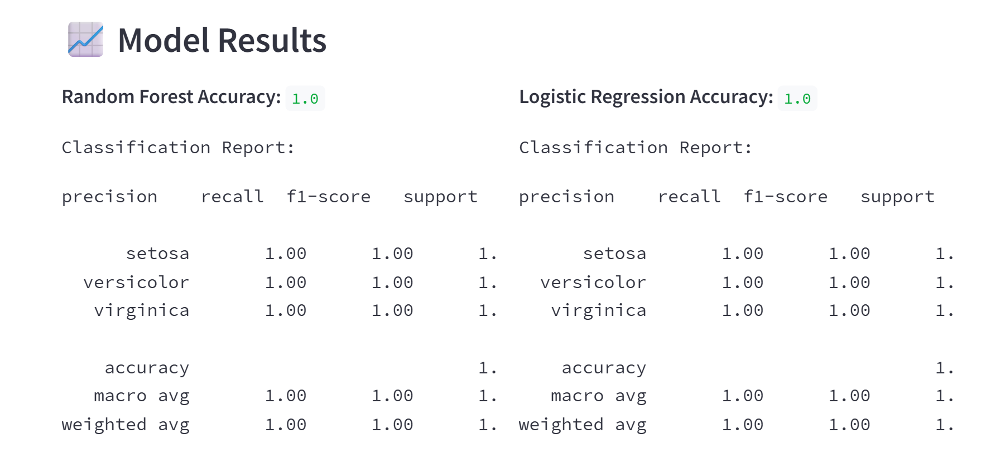 Model Results
Random Forest Accuracy: 1.0
Classification Report:
precision    recall  f1-score   support
      setosa       1.00      1.00      1.
  versicolor       1.00      1.00      1.
   virginica       1.00      1.00      1.
    accuracy                           1.
   macro avg       1.00      1.00      1.
weighted avg       1.00      1.00      1.
Logistic Regression Accuracy: 1.0
Classification Report:
precision    recall  f1-score   support
      setosa       1.00      1.00      1.
  versicolor       1.00      1.00      1.
   virginica       1.00      1.00      1.
    accuracy                           1.
   macro avg       1.00      1.00      1.
weighted avg       1.00      1.00      1.